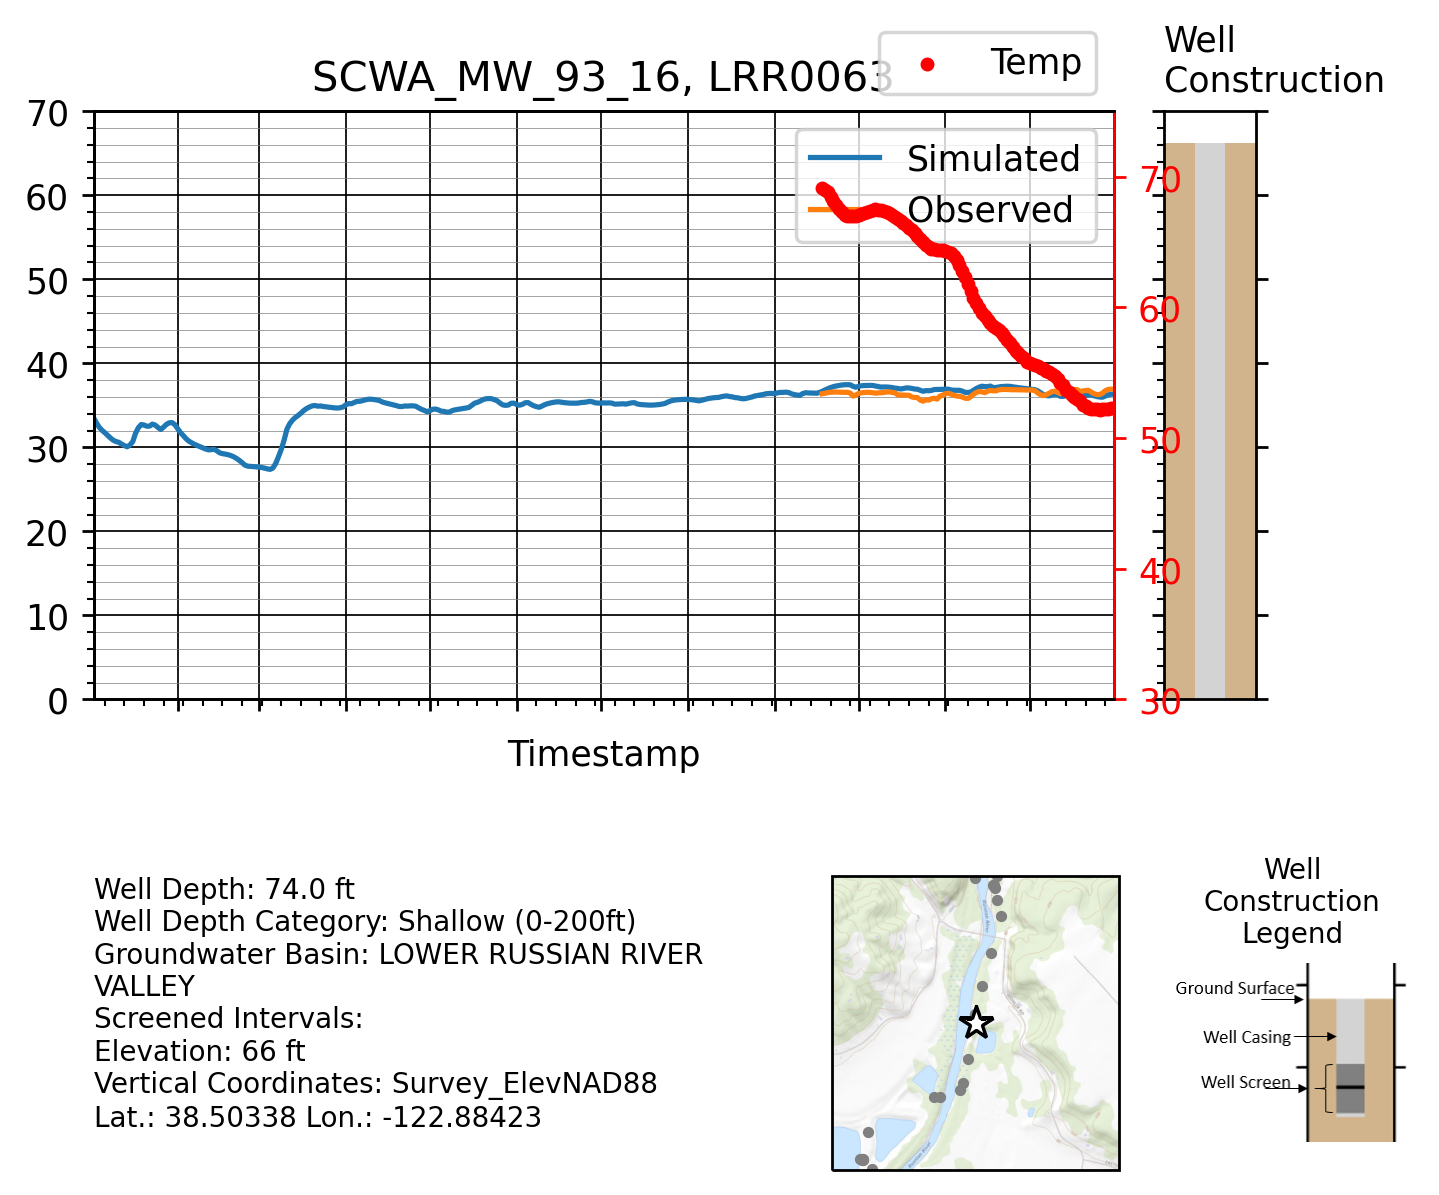 SCWA_MW_93_16, LRR0063
Temp
Well
Construction
Simulated
Observed
70
60
50
40
30
20
10
0
70
60
50
40
30
Timestamp
Well Depth: 74.0 ft
Well Depth Category: Shallow (0-200ft)
Groundwater Basin: LOWER RUSSIAN RIVER
VALLEY
Screened Intervals:
Elevation: 66 ft
Vertical Coordinates: Survey_ElevNAD88
Lat.: 38.50338 Lon.: -122.88423
Well
Construction
Legend
Ground Surface
Well Casing
Well Screen